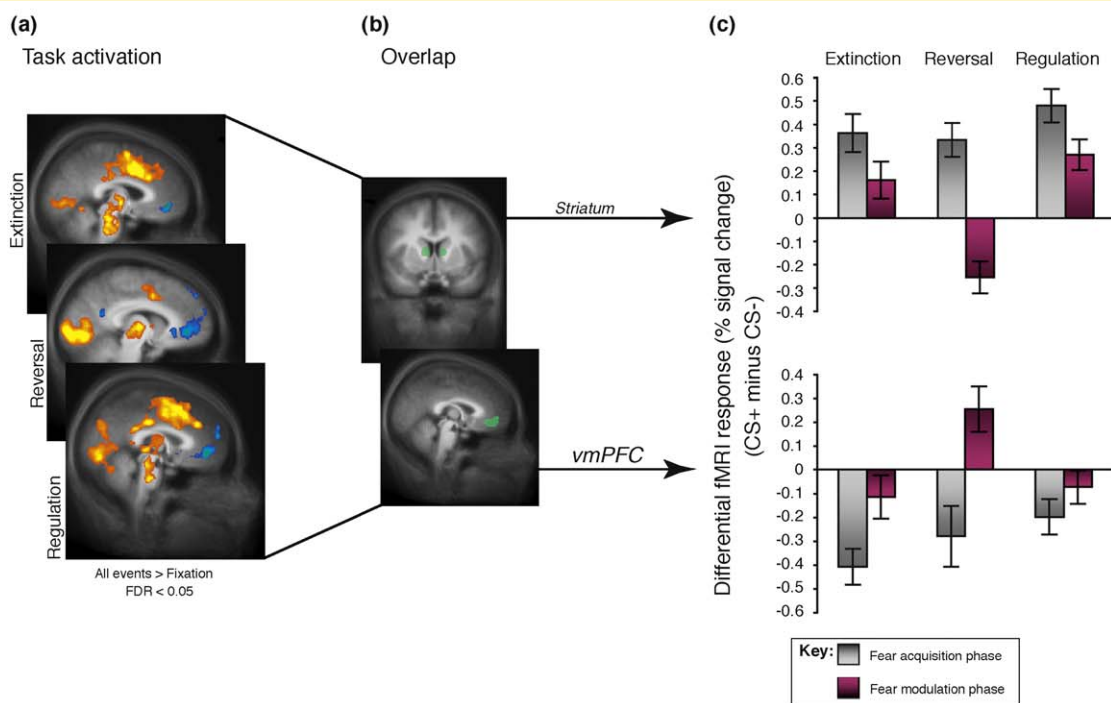 (a)
Task activation
Extinction
Reversal
Regulation
All events > Fixation
FDR < 0.05
(b)
Overlap
Striatum
vmPFC
(c)
Extinction Reversal Regulation
Differential fMRI response (% signal change)
(CS+ minus CS-)
0.6
0.5
0.4
0.3
0.2
0.1
0
-0.1
-0.2
-0.3
-0.4
0.4
0.3
0.2
0.1
0
-0.1
-0.2
-0.3
-0.4
-0.5
-0.6
Key:
Fear acquisition phase
Fear modulation phase